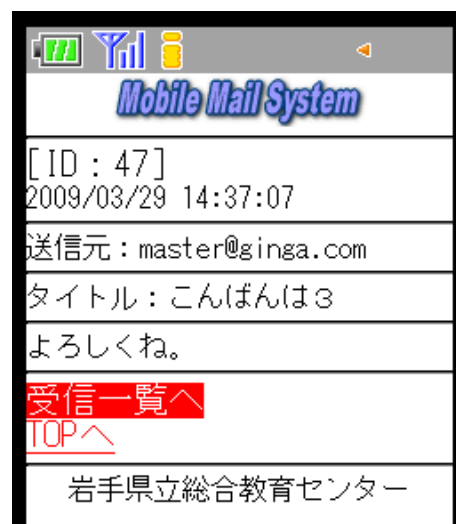 Mobile Mail System
[ID：47]
2009/03/29 14:37:07
送信元：master@ginga.com
タイトル：こんばんは３
よろしくね。
受信一覧へ
TOPへ
岩手県立総合教育センター